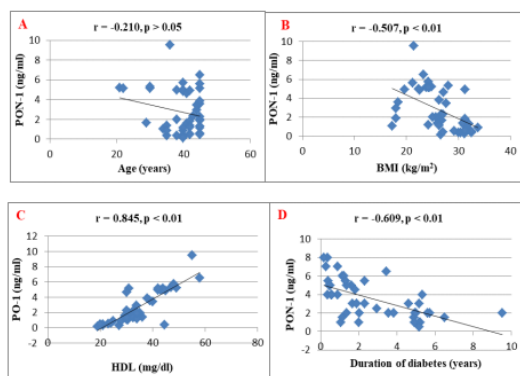 A
r = -0.210, p > 0.05
PON-1 (ng/ml)
10
8
6
4
2
0
0 20 40 60
Age (years)
B
r = -0.507, p < 0.01
PON-1 (ng/ml)
12
10
8
6
4
2
0
0 10 20 30 40
BMI (kg/m²)
C
r = 0.845, p < 0.01
PO-1 (ng/ml)
12
10
8
6
4
2
0
-2
0 20 40 60 80
HDL (mg/dl)
D
r = -0.609, p < 0.01
PON-1 (ng/ml)
10
8
6
4
2
0
-2
0 2 4 6 8 10
Duration of diabetes (years)